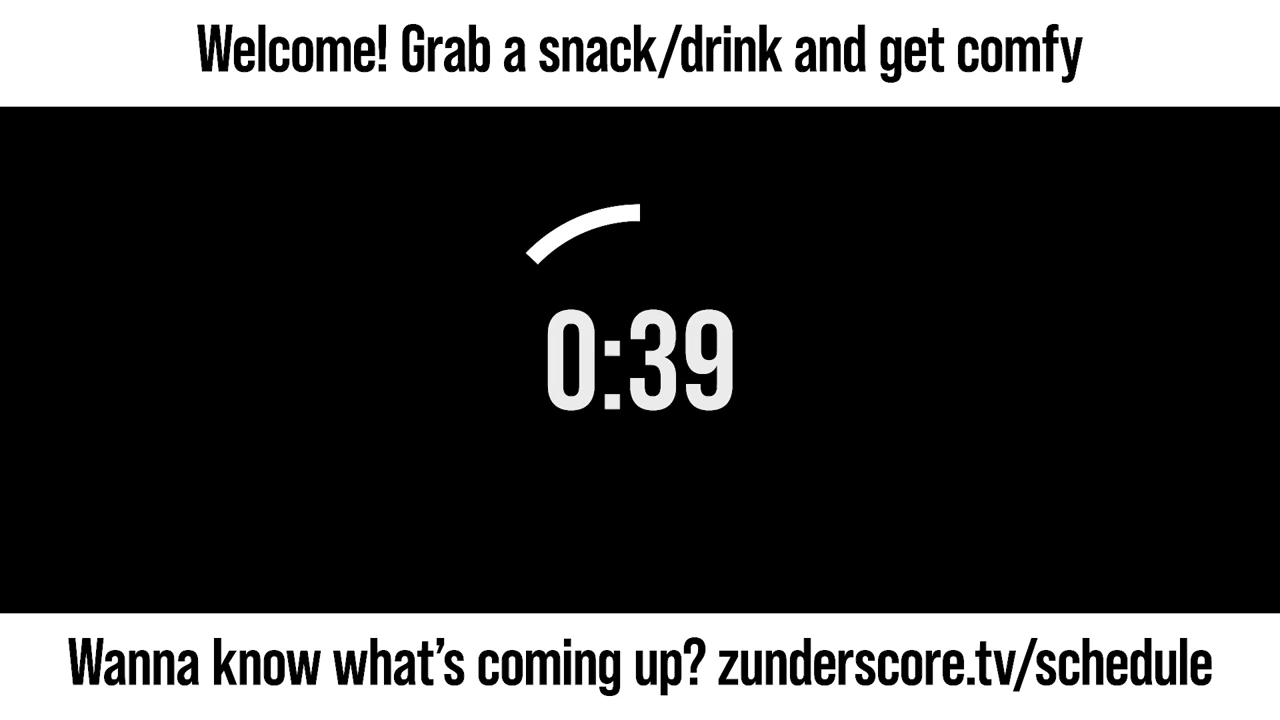 Welcome! Grab a snack/drink and get comfy
0:39
Wanna know what’s coming up? zunderscore.tv/schedule